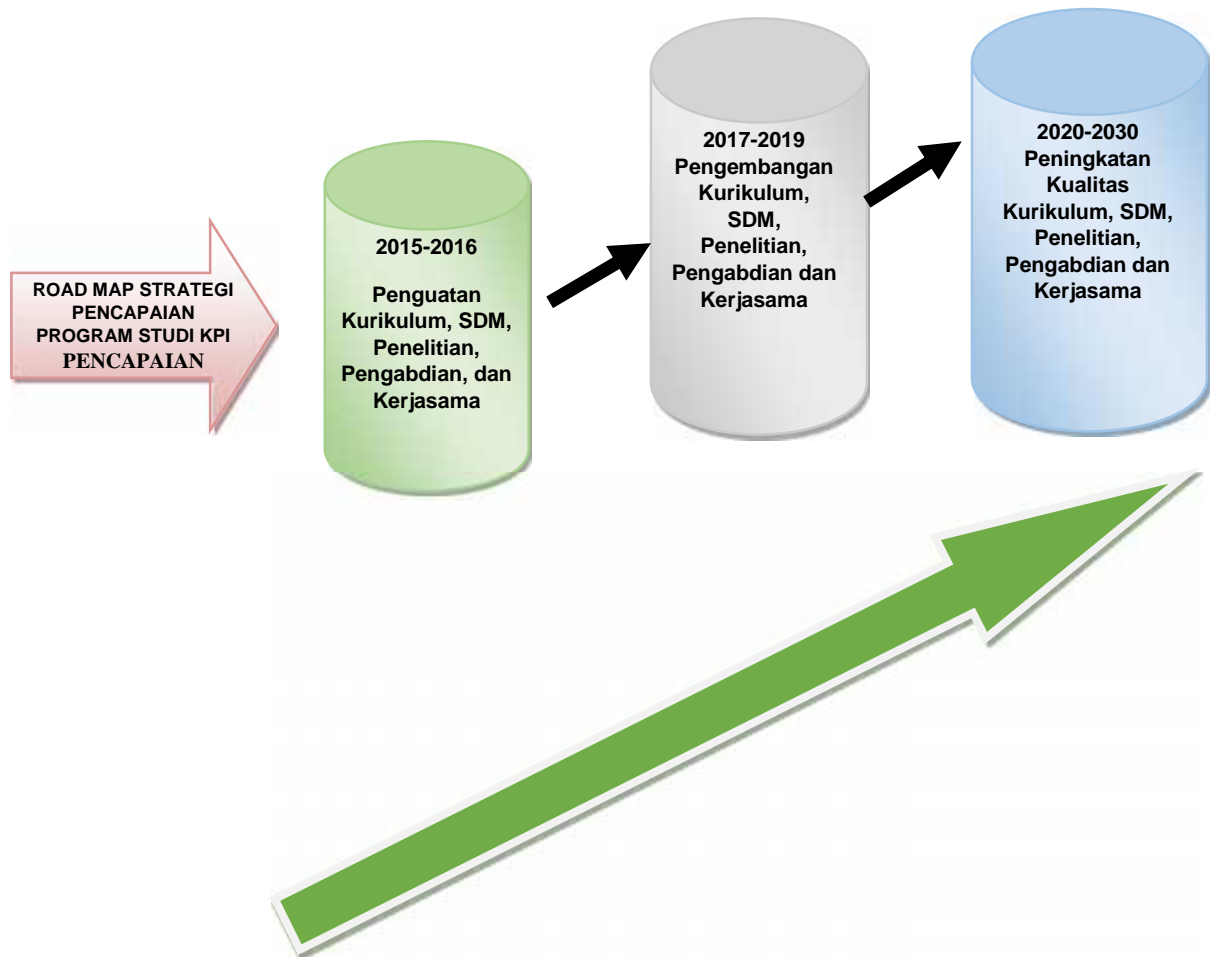 ROAD MAP STRATEGI
PENCAPAIAN
PROGRAM STUDI KPI
PENCAPAIAN
2015-2016
Penguatan
Kurikulum, SDM,
Penelitian,
Pengabdian, dan
Kerjasama
2017-2019
Pengembangan
Kurikulum,
SDM,
Penelitian,
Pengabdian dan
Kerjasama
2020-2030
Peningkatan
Kualitas
Kurikulum, SDM,
Penelitian,
Pengabdian dan
Kerjasama